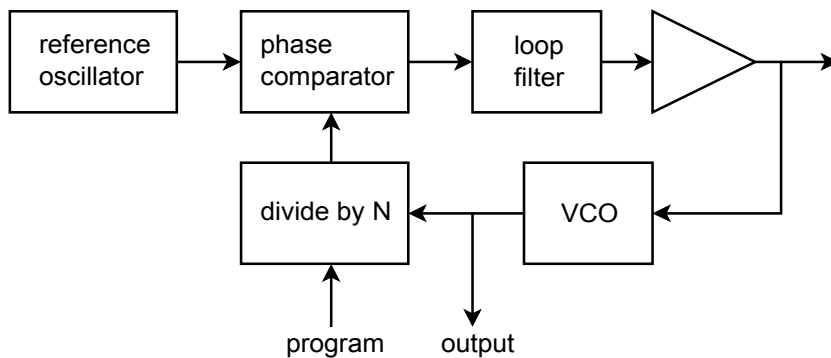 reference
oscillator
phase
comparator
loop
filter
divide by N
VCO
program
output